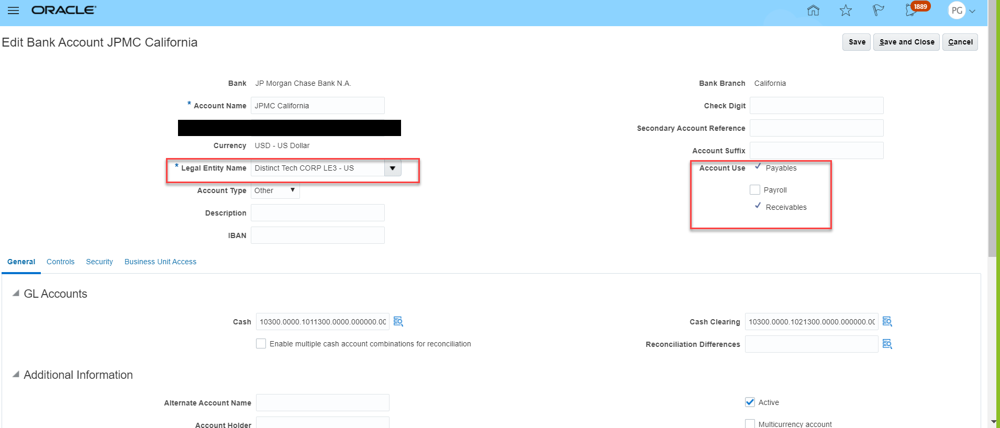 ORACLE
1889
PG
Edit Bank Account JPMC California
Save
Save and Close
Cancel
Bank JP Morgan Chase Bank N.A.
* Account Name JPMC California
Currency USD - US Dollar
* Legal Entity Name Distinct Tech CORP LE3 - US
Account Type Other
Description
IBAN
Bank Branch California
Check Digit
Secondary Account Reference
Account Suffix
Account Use Payables
Payroll
Receivables
General Controls Security Business Unit Access
GL Accounts
Cash 10300.0000.1011300.0000.000000.00
Enable multiple cash account combinations for reconciliation
Cash Clearing 10300.0000.1021300.0000.000000.00
Reconciliation Differences
Additional Information
Alternate Account Name
Account Holder
Active
Multicurrency account